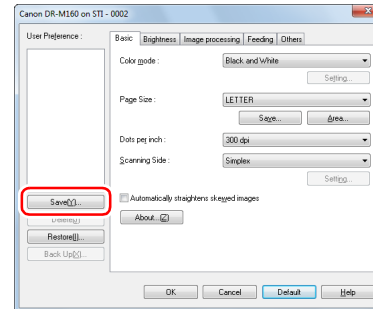 Canon DR-M160 on STI - 0002
User Preference :
Basic Brightness Image processing Feeding Others
Color mode : Black and White
Setting...
Page Size : LETTER
Save... Area...
Dots per inch : 300 dpi
Scanning Side : Simplex
Setting...
Save[Y]...
Automatically straightens skewed images
Delete[J]
About...[Z]
Restore[I]...
Back Up[X]...
OK Cancel Default Help